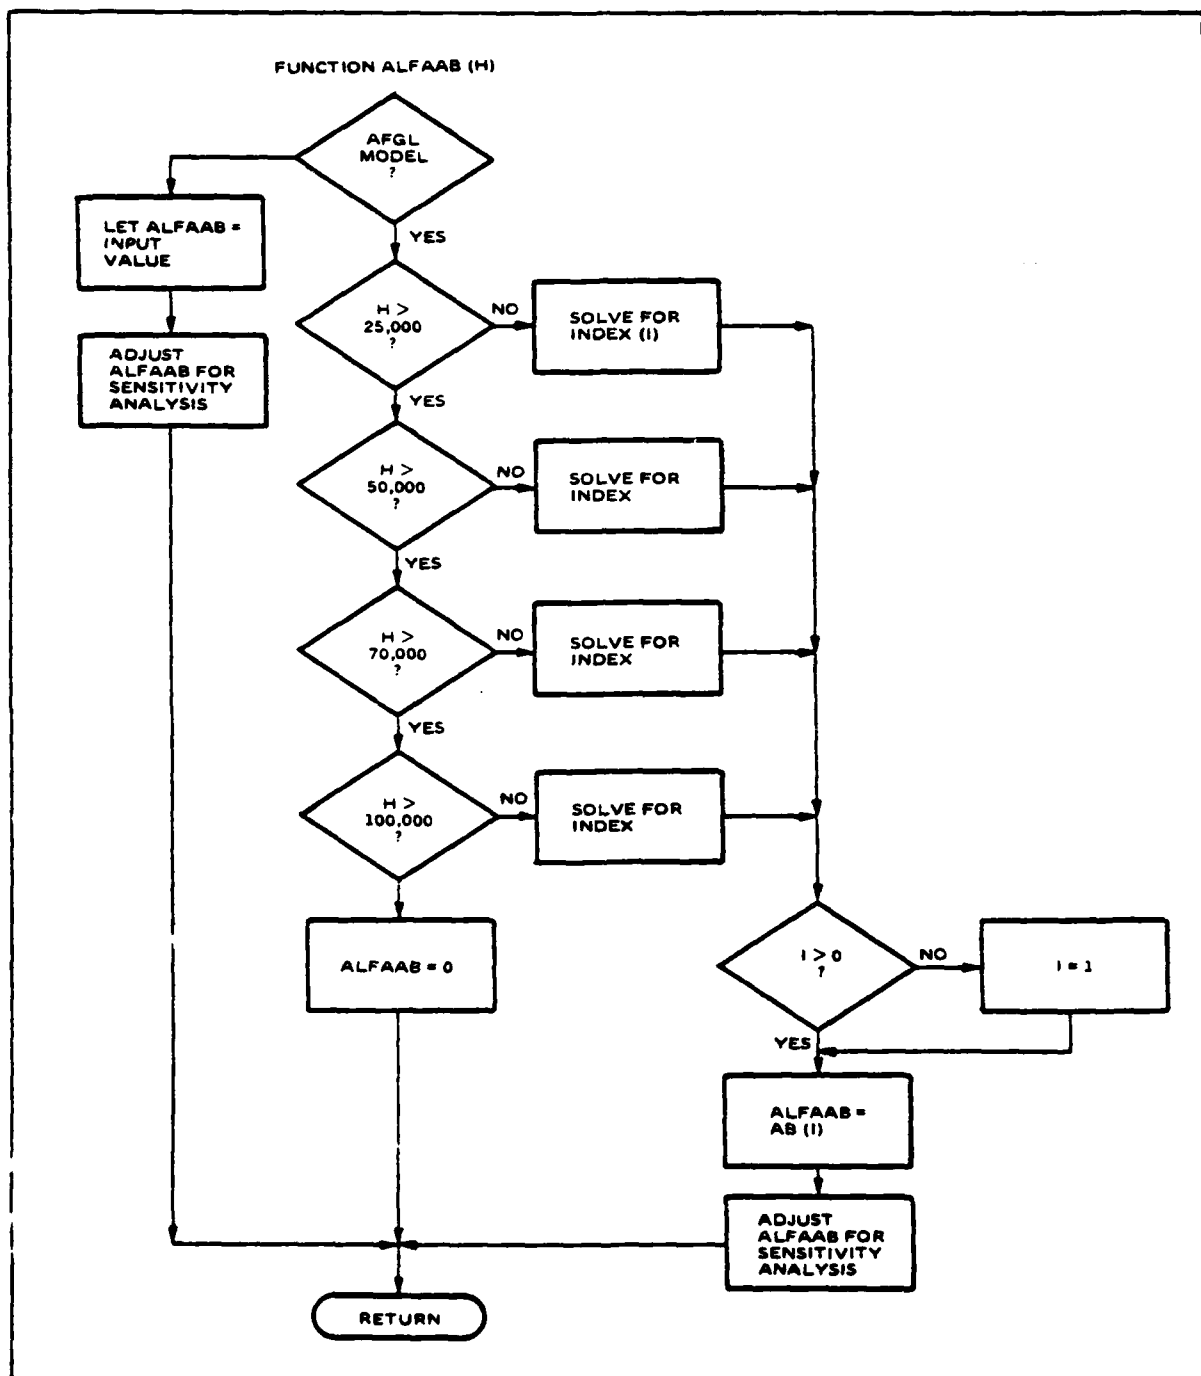 FUNCTION ALFAAB (H)
AFGL
MODEL
?
LET ALFAAB =
INPUT
VALUE
YES
H >
25,000
?
NO
SOLVE FOR
INDEX (I)
ADJUST
ALFAAB FOR
SENSITIVITY
ANALYSIS
YES
H >
50,000
?
NO
SOLVE FOR
INDEX
YES
H >
70,000
?
NO
SOLVE FOR
INDEX
YES
H >
100,000
?
NO
SOLVE FOR
INDEX
ALFAAB = 0
I > 0
?
NO
I = 1
YES
ALFAAB =
AB (I)
ADJUST
ALFAAB FOR
SENSITIVITY
ANALYSIS
RETURN